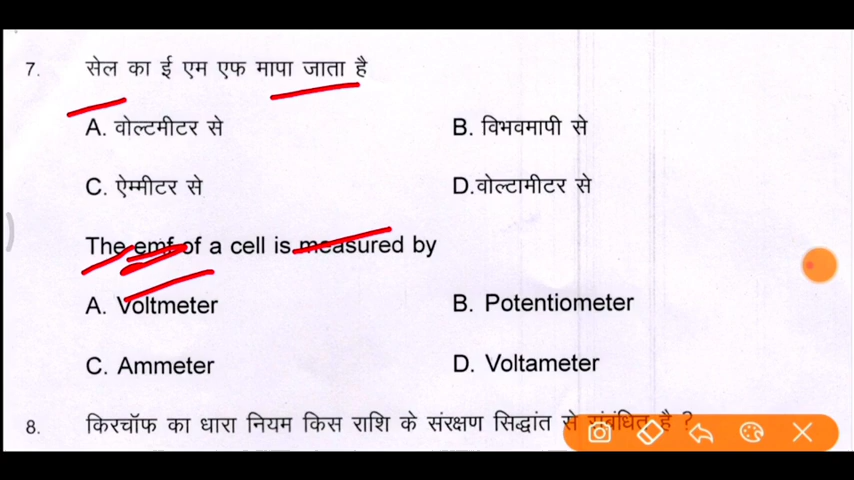 7. सेल का ई एम एफ मापा जाता है
A. वोल्टमीटर से B. विभवमापी से
C. ऐम्मीटर से D.वोल्टामीटर से
The emf of a cell is measured by
A. Voltmeter B. Potentiometer
C. Ammeter D. Voltameter
8. किरचॉफ का धारा नियम किस राशि के संरक्षण सिद्धांत से संबंधित है ?